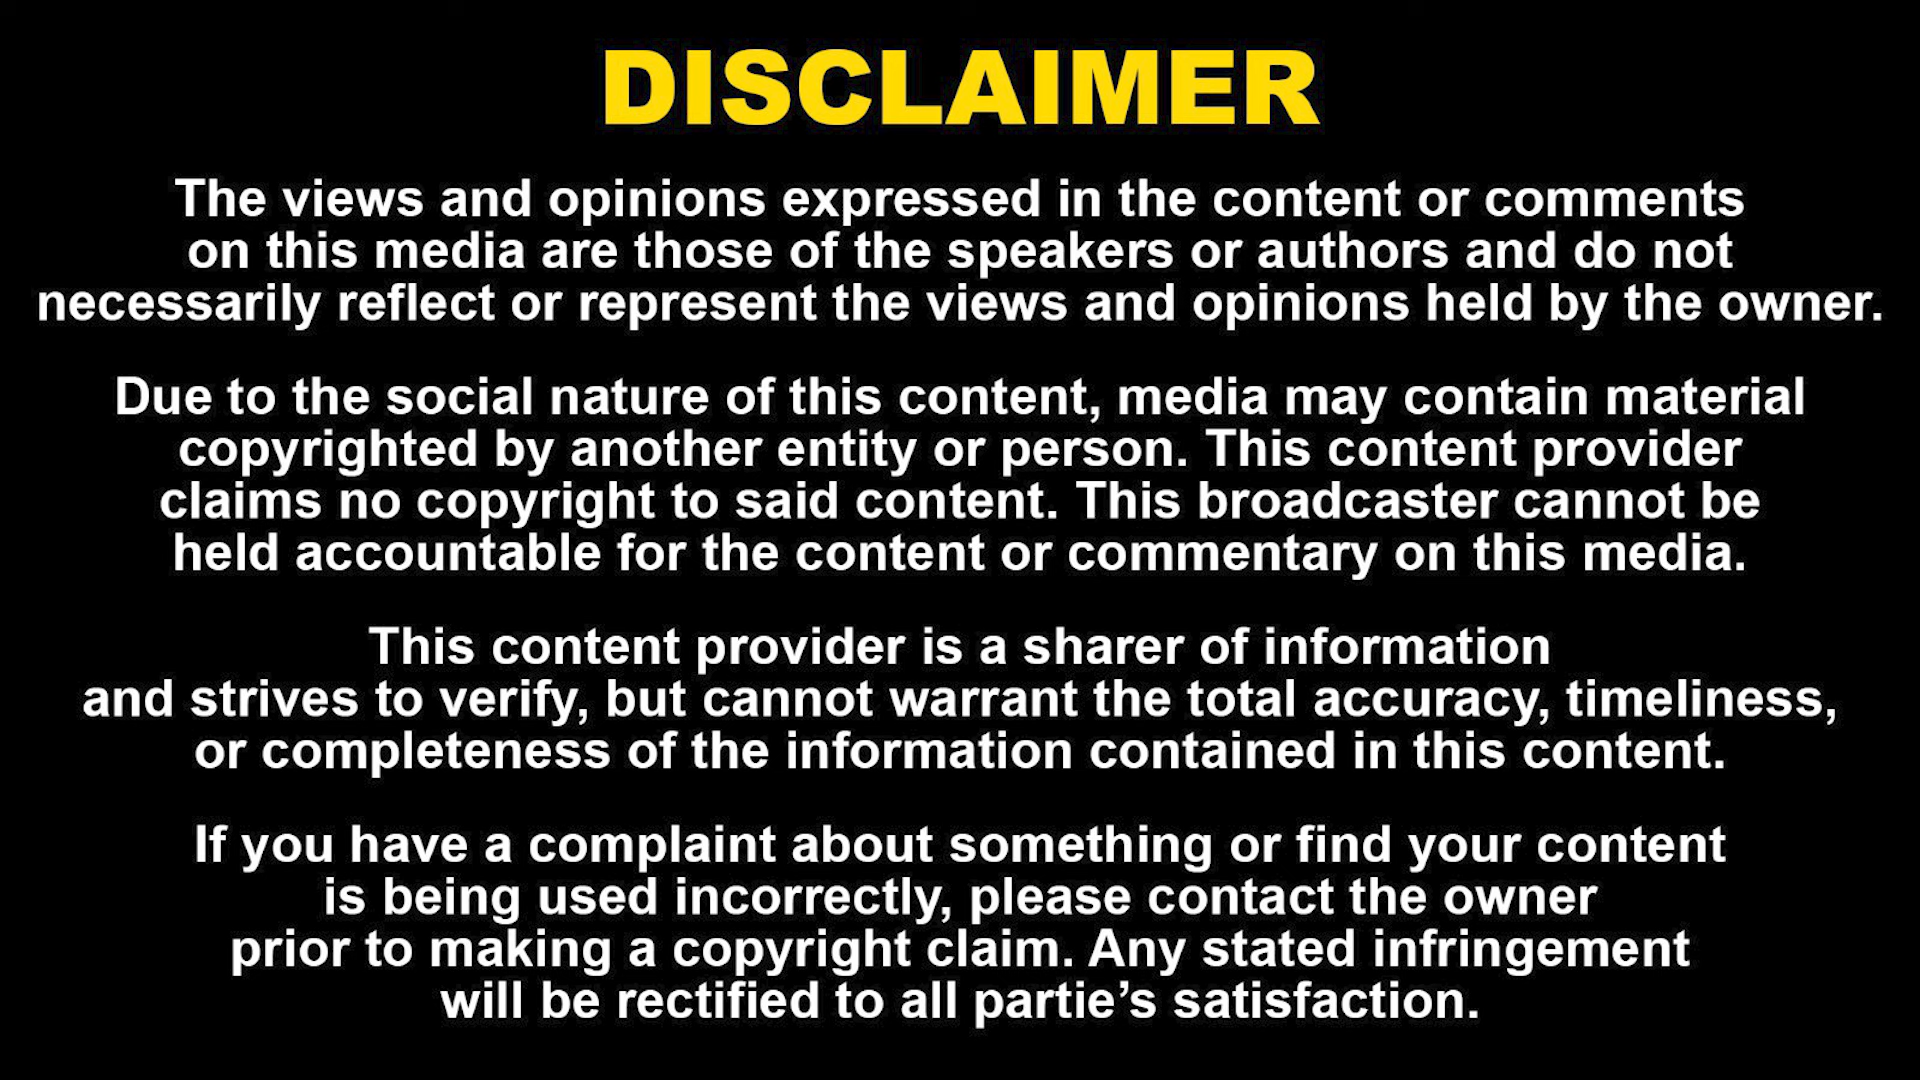 DISCLAIMER
The views and opinions expressed in the content or comments
on this media are those of the speakers or authors and do not
necessarily reflect or represent the views and opinions held by the owner.
Due to the social nature of this content, media may contain material
copyrighted by another entity or person. This content provider
claims no copyright to said content. This broadcaster cannot be
held accountable for the content or commentary on this media.
This content provider is a sharer of information
and strives to verify, but cannot warrant the total accuracy, timeliness,
or completeness of the information contained in this content.
If you have a complaint about something or find your content
is being used incorrectly, please contact the owner
prior to making a copyright claim. Any stated infringement
will be rectified to all partie’s satisfaction.